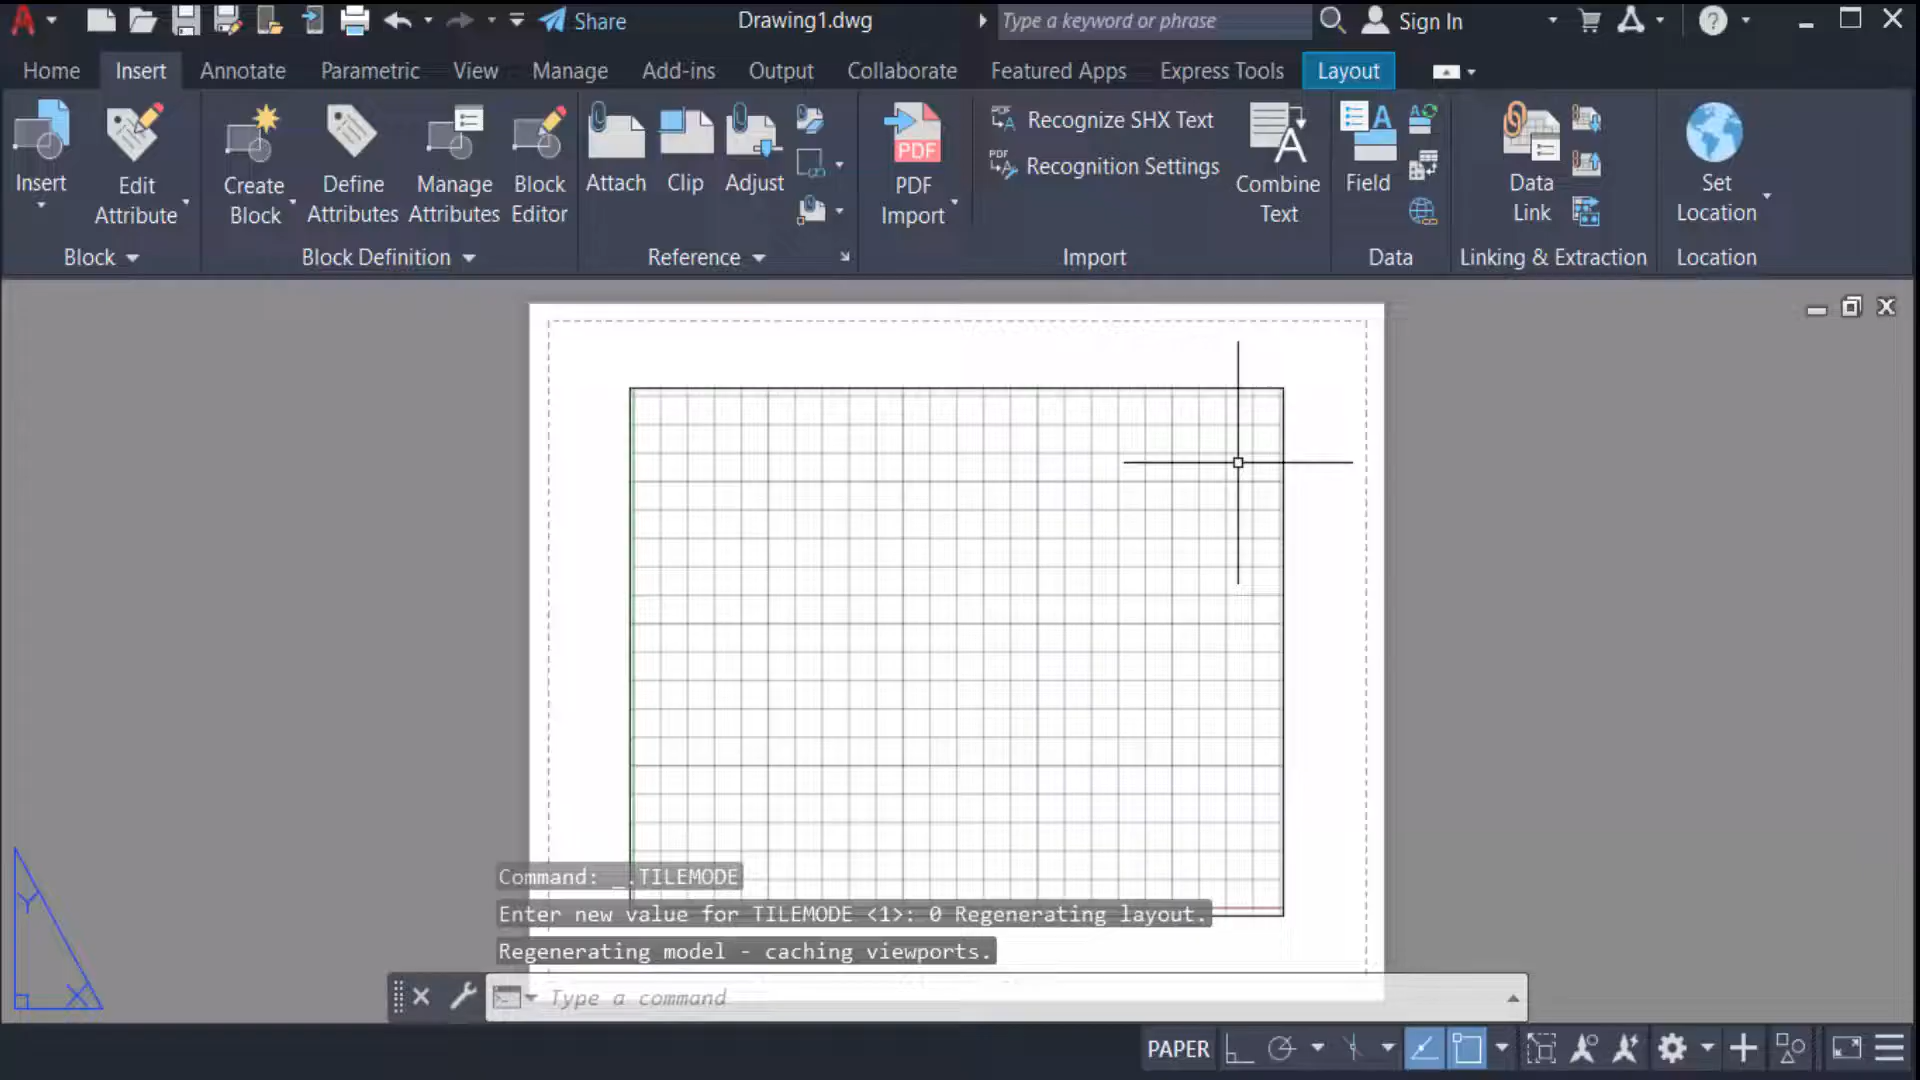 Share
Drawing1.dwg
Type a keyword or phrase
Sign In
Home
Insert
Annotate
Parametric
View
Manage
Add-ins
Output
Collaborate
Featured Apps
Express Tools
Layout
Insert
Edit
Attribute
Create
Block
Define
Attributes
Manage
Attributes
Block
Editor
Attach
Clip
Adjust
PDF
PDF
Import
PDF
Recognize SHX Text
PDF
Recognition Settings
Combine
Text
Field
Data
Link
Set
Location
Block
Block Definition
Reference
Import
Data
Linking & Extraction
Location
Command: _.TILEMODE
Enter new value for TILEMODE <1>: 0 Regenerating layout.
Regenerating model - caching viewports.
Type a command
Y
X
PAPER